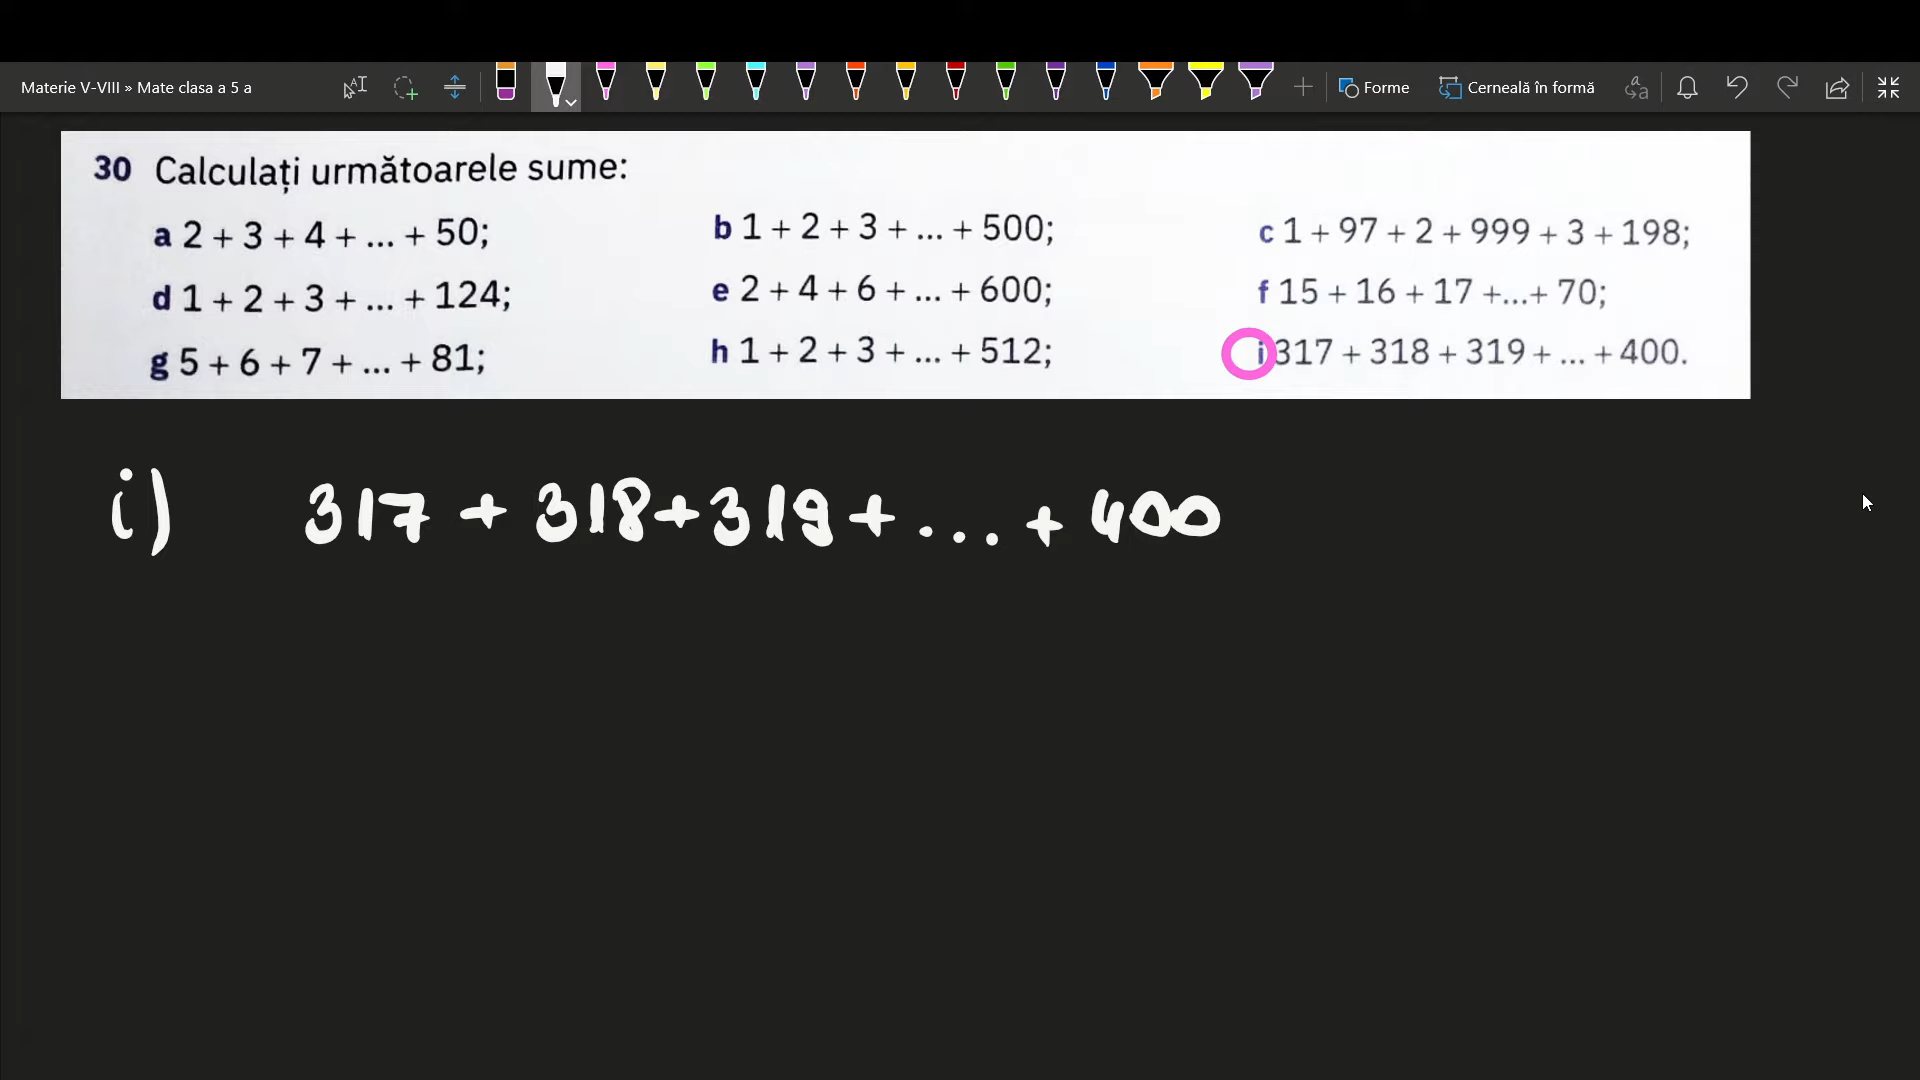 Materie V-VIII » Mate clasa a 5 a
Forme
Cerneală în formă
30 Calculați următoarele sume:
a 2 + 3 + 4 + ... + 50; b 1 + 2 + 3 + ... + 500; c 1 + 97 + 2 + 999 + 3 + 198;
d 1 + 2 + 3 + ... + 124; e 2 + 4 + 6 + ... + 600; f 15 + 16 + 17 +...+ 70;
g 5 + 6 + 7 + ... + 81; h 1 + 2 + 3 + ... + 512; i 317 + 318 + 319 + ... + 400.
i) 317 + 318 + 319 + ... + 400